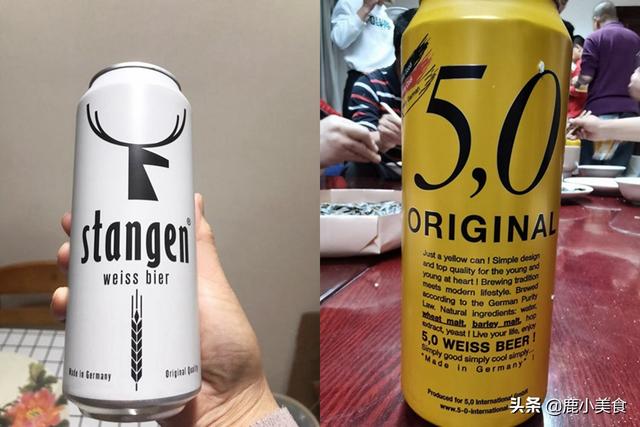 stangen®
weiss bier
Made in Germany
Original Quality
5,0
ORIGINAL
Just a yellow can ! Simple design
and top quality for the young and
young at heart ! Brewing tradition
meets modern lifestyle. Brewed
according to the German Purity
Law. Natural ingredients: water,
wheat malt, barley malt, hop
extract, yeast ! Live your life, enjoy
5,0 WEISS BEER !
Simply good simply cool simply...
"Made in Germany" !
Produced for 5,0 International
www.5-0-international
头条 @鹿小美食